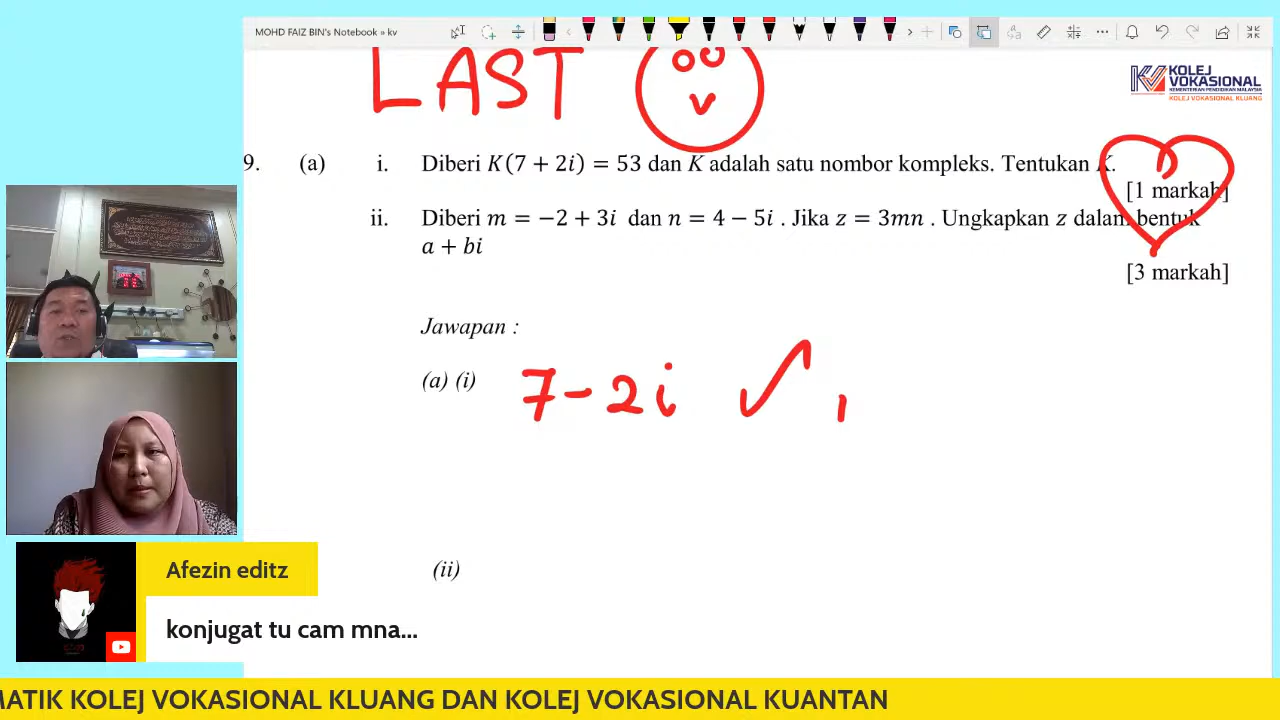 MOHD FAIZ BIN's Notebook » kv
LAST
KOLEJ
VOKASIONAL
KEMENTERIAN PENDIDIKAN MALAYSIA
KOLEJ VOKASIONAL KLUANG
9. (a) i. Diberi K(7 + 2i) = 53 dan K adalah satu nombor kompleks. Tentukan K.
[1 markah]
ii. Diberi m = −2 + 3i dan n = 4 − 5i . Jika z = 3mn . Ungkapkan z dalam bentuk
a + bi
[3 markah]
Jawapan :
(a) (i) 7 - 2i ✓ 1
(ii)
Afezin editz
konjugat tu cam mna...
MATIK KOLEJ VOKASIONAL KLUANG DAN KOLEJ VOKASIONAL KUANTAN